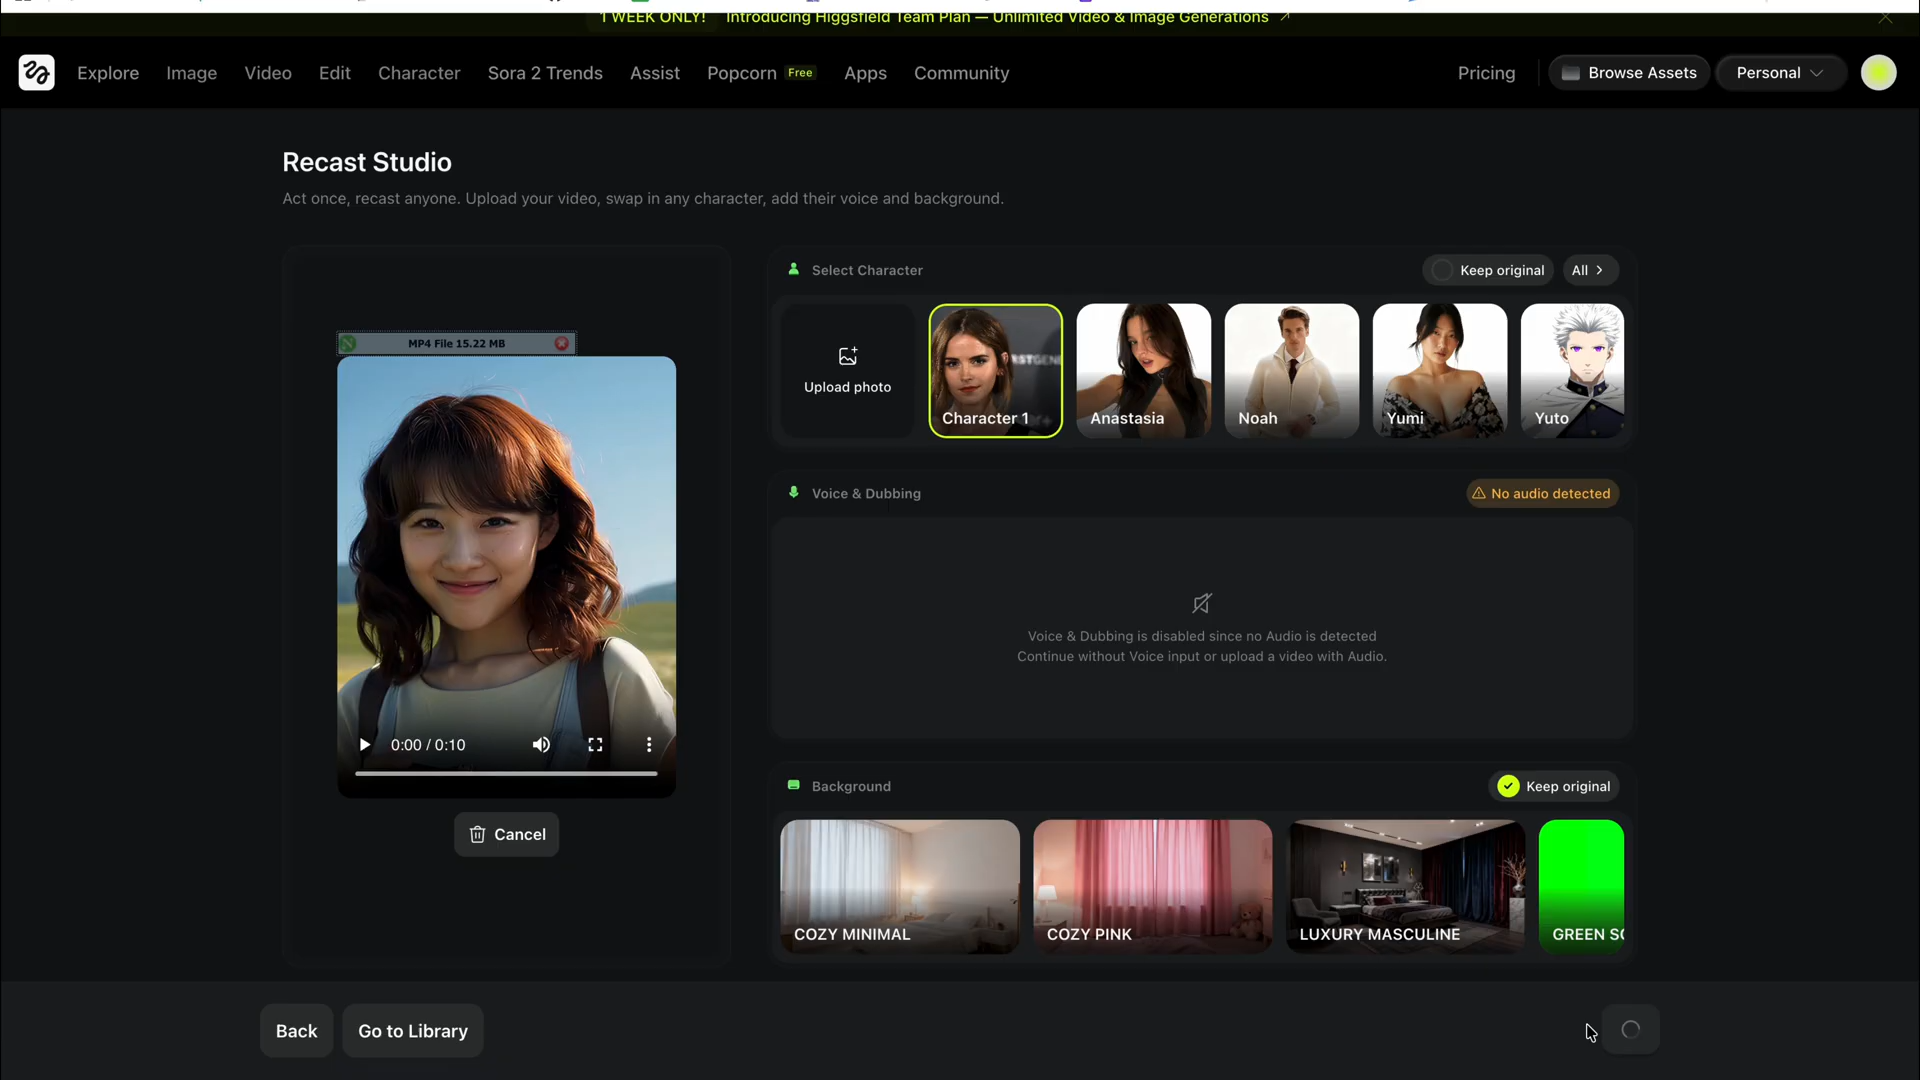 1 WEEK ONLY! Introducing Higgsfield Team Plan — Unlimited Video & Image Generations
Explore Image Video Edit Character Sora 2 Trends Assist Popcorn Free Apps Community Pricing Browse Assets Personal
Recast Studio
Act once, recast anyone. Upload your video, swap in any character, add their voice and background.
Select Character Keep original All
MP4 File 15.22 MB
Upload photo
Character 1 Anastasia Noah Yumi Yuto
RSTGEN
Voice & Dubbing No audio detected
Voice & Dubbing is disabled since no Audio is detected
Continue without Voice input or upload a video with Audio.
0:00 / 0:10
Background Keep original
Cancel
COZY MINIMAL COZY PINK LUXURY MASCULINE GREEN SC
Back Go to Library